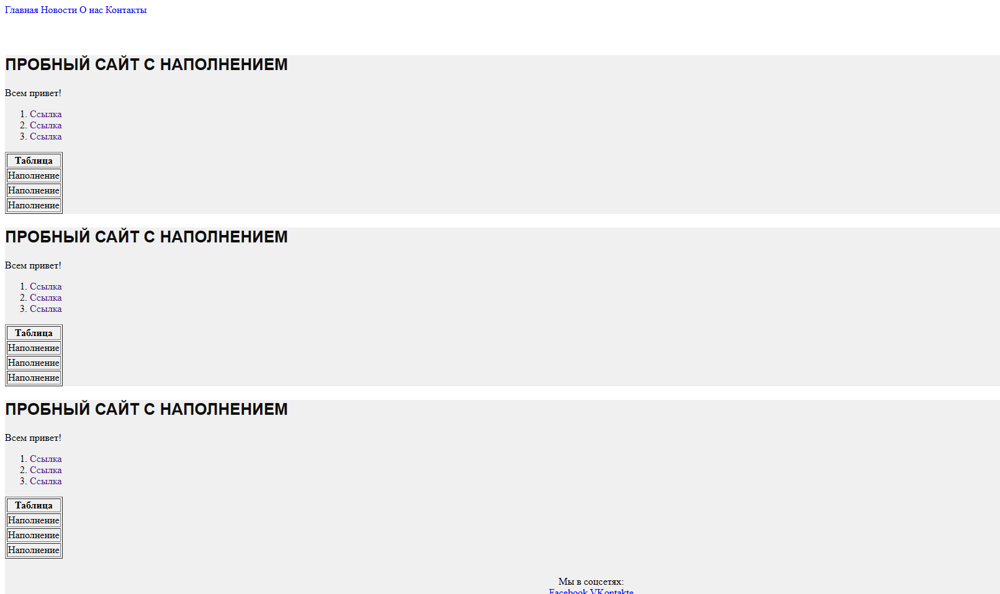 Главная Новости О нас Контакты
ПРОБНЫЙ САЙТ С НАПОЛНЕНИЕМ
Всем привет!
1. Ссылка
2. Ссылка
3. Ссылка
Таблица
Наполнение
Наполнение
Наполнение
ПРОБНЫЙ САЙТ С НАПОЛНЕНИЕМ
Всем привет!
1. Ссылка
2. Ссылка
3. Ссылка
Таблица
Наполнение
Наполнение
Наполнение
ПРОБНЫЙ САЙТ С НАПОЛНЕНИЕМ
Всем привет!
1. Ссылка
2. Ссылка
3. Ссылка
Таблица
Наполнение
Наполнение
Наполнение
Мы в соцсетях:
Facebook VKontakte